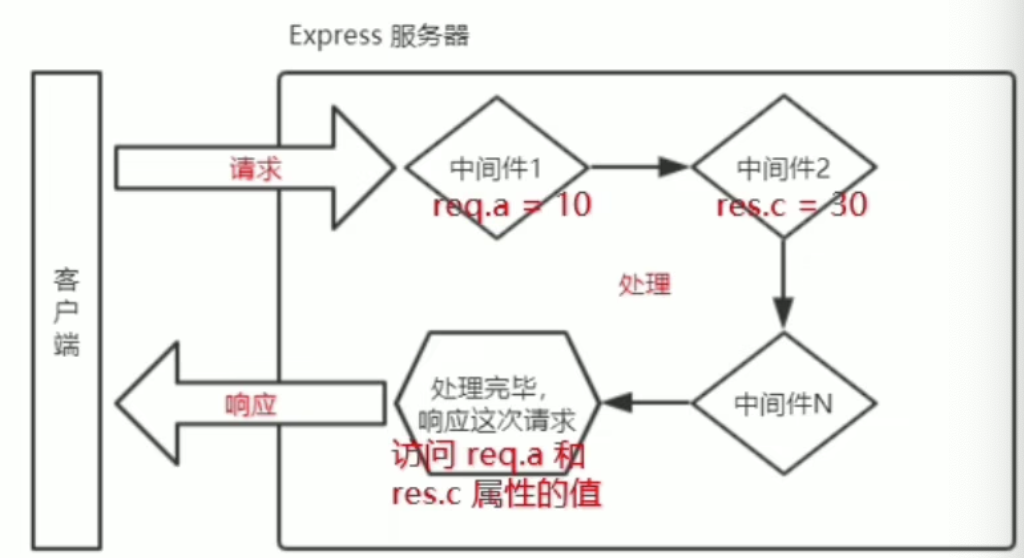 Express 服务器
请求
中间件1
req.a = 10
中间件2
res.c = 30
处理
客
户
端
处理完毕，
响应这次请求
中间件N
响应
访问 req.a 和
res.c 属性的值